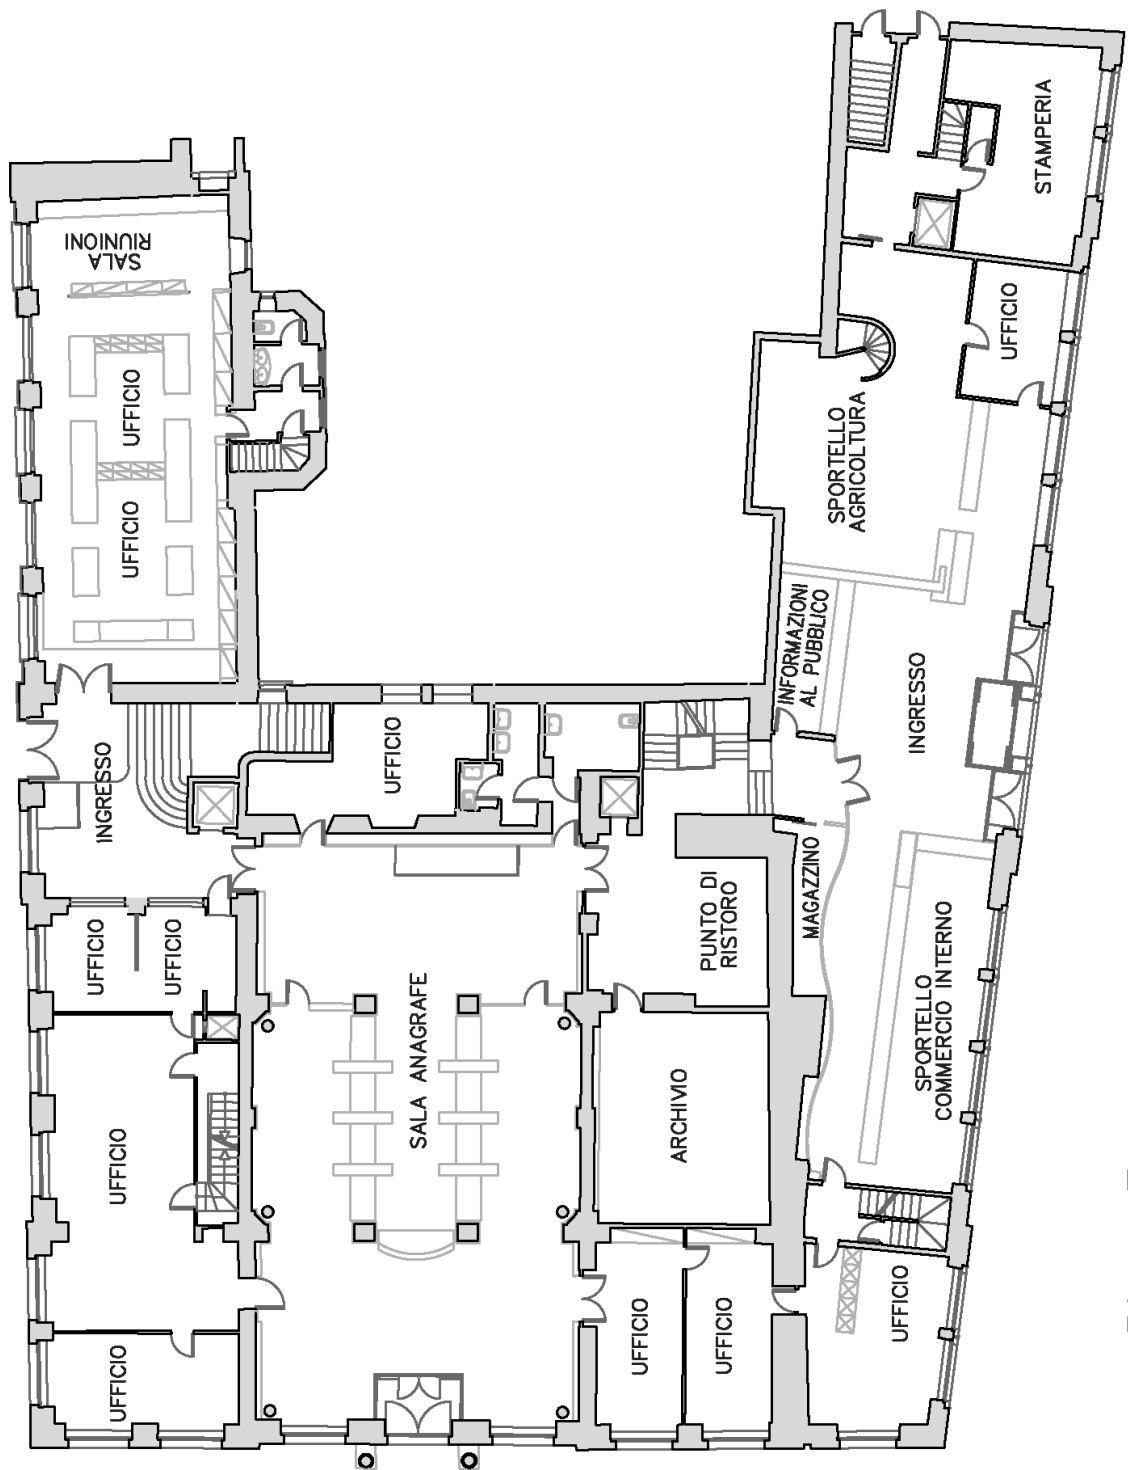 STAMPERIA
SALA
RIUNIONI
UFFICIO
UFFICIO
UFFICIO
SPORTELLO
AGRICOLTURA
UFFICIO
INFORMAZIONI
AL PUBBLICO
INGRESSO
UFFICIO
INGRESSO
MAGAZZINO
PUNTO DI
RISTORO
UFFICIO
UFFICIO
SALA ANAGRAFE
SPORTELLO
COMMERCIO INTERNO
ARCHIVIO
UFFICIO
UFFICIO
UFFICIO
UFFICIO
UFFICIO